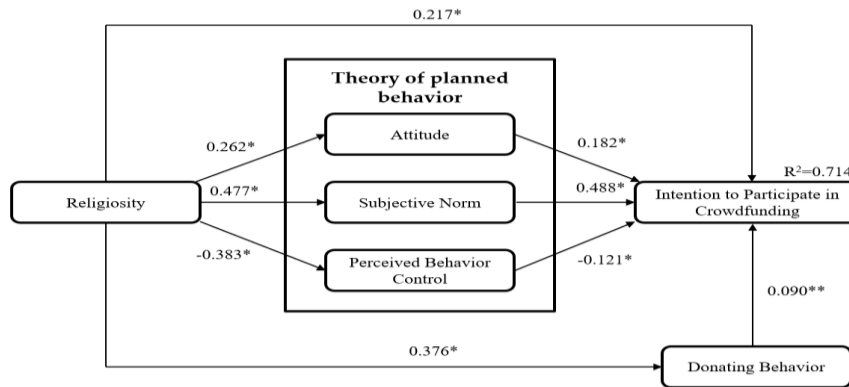 0.217*
Theory of planned
behavior
Attitude
0.262*
0.182*
R²=0.714
Religiosity
0.477*
Subjective Norm
0.488*
Intention to Participate in
Crowdfunding
-0.383*
Perceived Behavior
Control
-0.121*
0.090**
0.376*
Donating Behavior